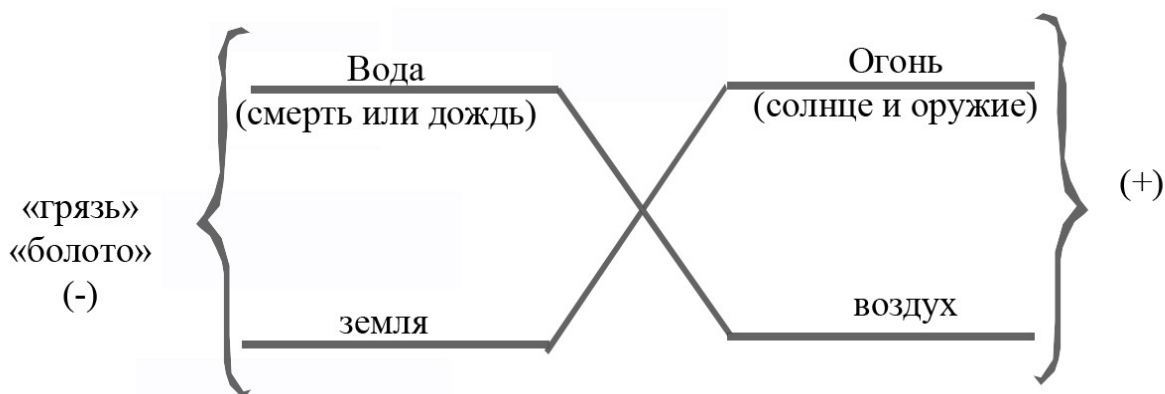 Вода
(смерть или дождь)
Огонь
(солнце и оружие)
«грязь»
«болото»
(-)
(+)
земля
воздух